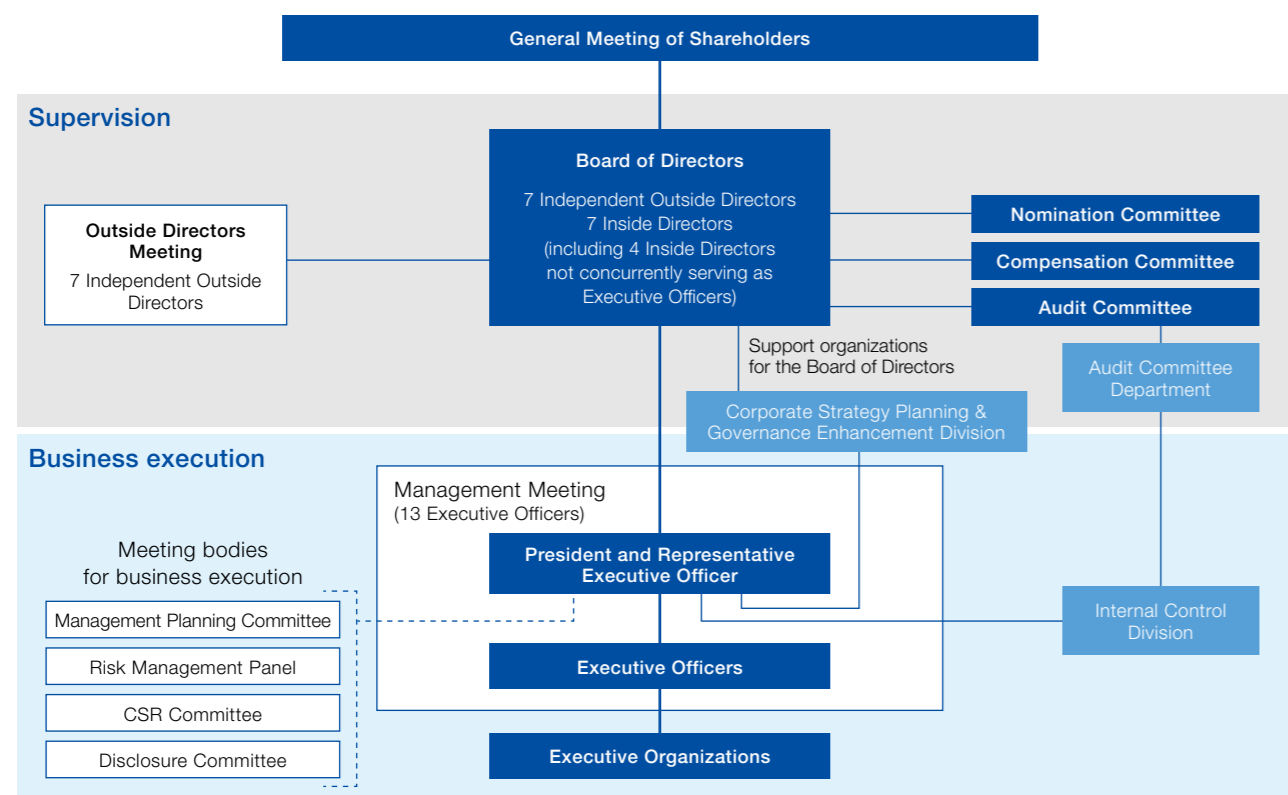 General Meeting of Shareholders
Supervision
Board of Directors
7 Independent Outside Directors
7 Inside Directors
(including 4 Inside Directors
not concurrently serving as
Executive Officers)
Outside Directors
Meeting
7 Independent Outside
Directors
Nomination Committee
Compensation Committee
Audit Committee
Support organizations
for the Board of Directors
Audit Committee
Department
Corporate Strategy Planning &
Governance Enhancement Division
Business execution
Management Meeting
(13 Executive Officers)
President and Representative
Executive Officer
Meeting bodies
for business execution
Management Planning Committee
Risk Management Panel
CSR Committee
Disclosure Committee
Internal Control
Division
Executive Officers
Executive Organizations